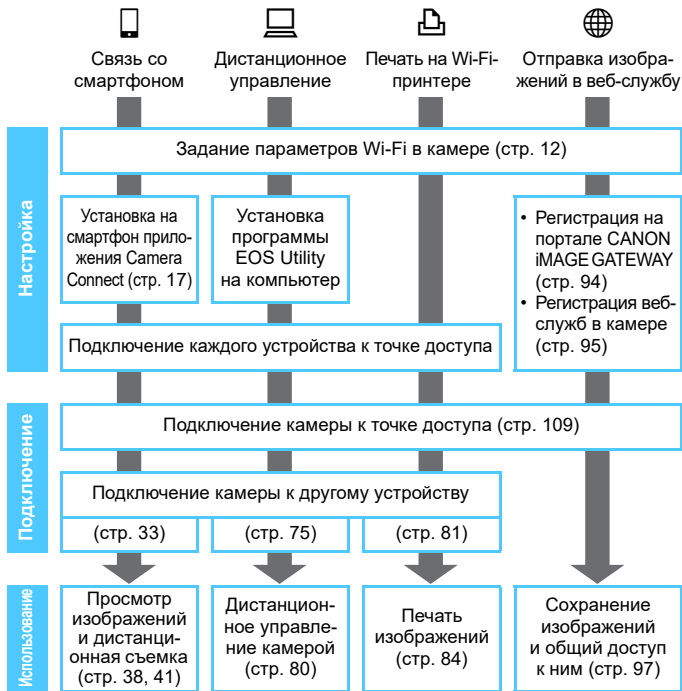 Связь со
смартфоном
Дистанционное
управление
Печать на Wi-Fi-
принтере
Отправка изобра-
жений в веб-службу
Настройка
Задание параметров Wi-Fi в камере (стр. 12)
Установка на
смартфон прило-
жения Camera
Connect (стр. 17)
Установка
программы
EOS Utility
на компьютер
• Регистрация на
портале CANON
iMAGE GATEWAY
(стр. 94)
• Регистрация веб-
служб в камере
(стр. 95)
Подключение каждого устройства к точке доступа
Подключение
Подключение камеры к точке доступа (стр. 109)
Подключение камеры к другому устройству
(стр. 33)
(стр. 75)
(стр. 81)
Использование
Просмотр
изображений
и дистанци-
онная съемка
(стр. 38, 41)
Дистанцион-
ное управле-
ние камерой
(стр. 80)
Печать
изображений
(стр. 84)
Сохранение
изображений
и общий доступ
к ним (стр. 97)